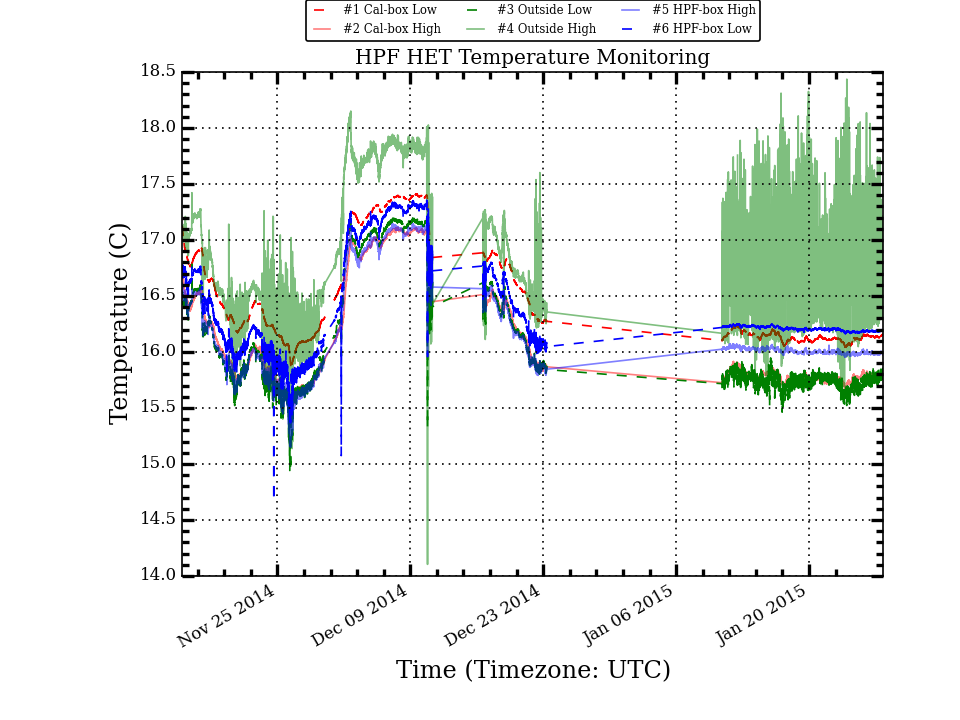 #1 Cal-box Low #3 Outside Low #5 HPF-box High
#2 Cal-box High #4 Outside High #6 HPF-box Low
HPF HET Temperature Monitoring
18.5
18.0
17.5
17.0
16.5
16.0
15.5
15.0
14.5
14.0
Temperature (C)
Nov 25 2014 Dec 09 2014 Dec 23 2014 Jan 06 2015 Jan 20 2015
Time (Timezone: UTC)